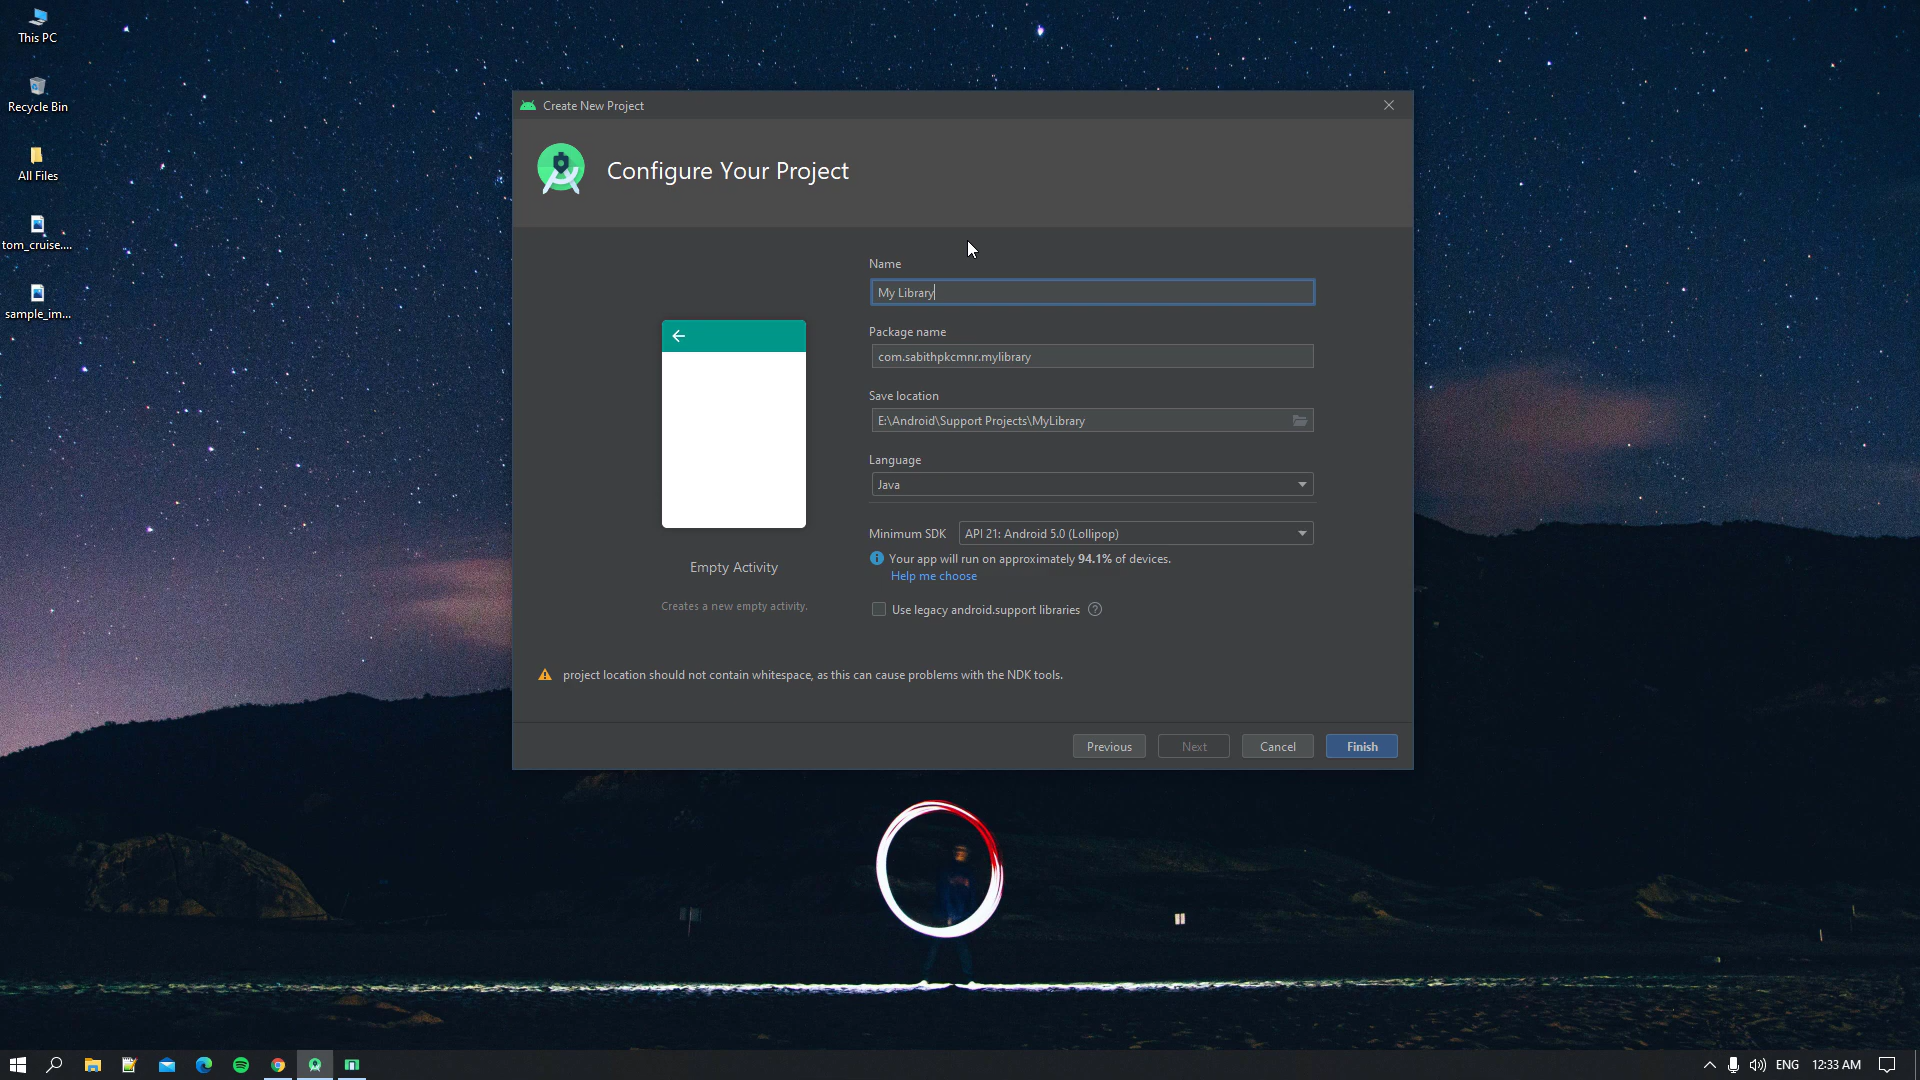 This PC
Recycle Bin
All Files
tom_cruise....
sample_im...
Create New Project
Configure Your Project
Name
My Library
Package name
com.sabithpkcmnr.mylibrary
Save location
E:\Android\Support Projects\MyLibrary
Language
Java
Minimum SDK
API 21: Android 5.0 (Lollipop)
Your app will run on approximately 94.1% of devices.
Help me choose
Use legacy android.support libraries
Empty Activity
Creates a new empty activity.
project location should not contain whitespace, as this can cause problems with the NDK tools.
Previous
Next
Cancel
Finish
ENG
12:33 AM